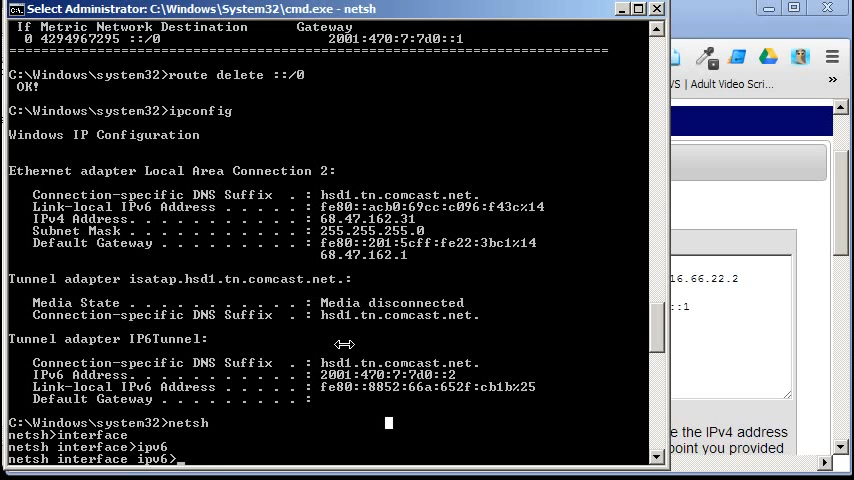 Select Administrator: C:\Windows\System32\cmd.exe - netsh
If Metric Network Destination Gateway
0 4294967295 ::/0 2001:470:7:7d0::1
C:\Windows\system32>route delete ::/0
OK!
C:\Windows\system32>ipconfig
Windows IP Configuration
Ethernet adapter Local Area Connection 2:
Connection-specific DNS Suffix . : hsd1.tn.comcast.net.
Link-local IPv6 Address . . . . . : fe80::acb0:69cc:c096:f43c%14
IPv4 Address. . . . . . . . . . . : 68.47.162.31
Subnet Mask . . . . . . . . . . . : 255.255.255.0
Default Gateway . . . . . . . . . : fe80::201:5cff:fe22:3bc1%14
68.47.162.1
Tunnel adapter isatap.hsd1.tn.comcast.net.:
Media State . . . . . . . . . . . : Media disconnected
Connection-specific DNS Suffix . : hsd1.tn.comcast.net.
Tunnel adapter IP6Tunnel:
Connection-specific DNS Suffix . : hsd1.tn.comcast.net.
IPv6 Address. . . . . . . . . . . : 2001:470:7:7d0::2
Link-local IPv6 Address . . . . . : fe80::8852:66a:652f:cb1b%25
Default Gateway . . . . . . . . . :
C:\Windows\system32>netsh
netsh>interface
netsh interface>ipv6
netsh interface ipv6>_
VS | Adult Video Scri...
16.66.22.2
::1
e the IPv4 address
point you provided